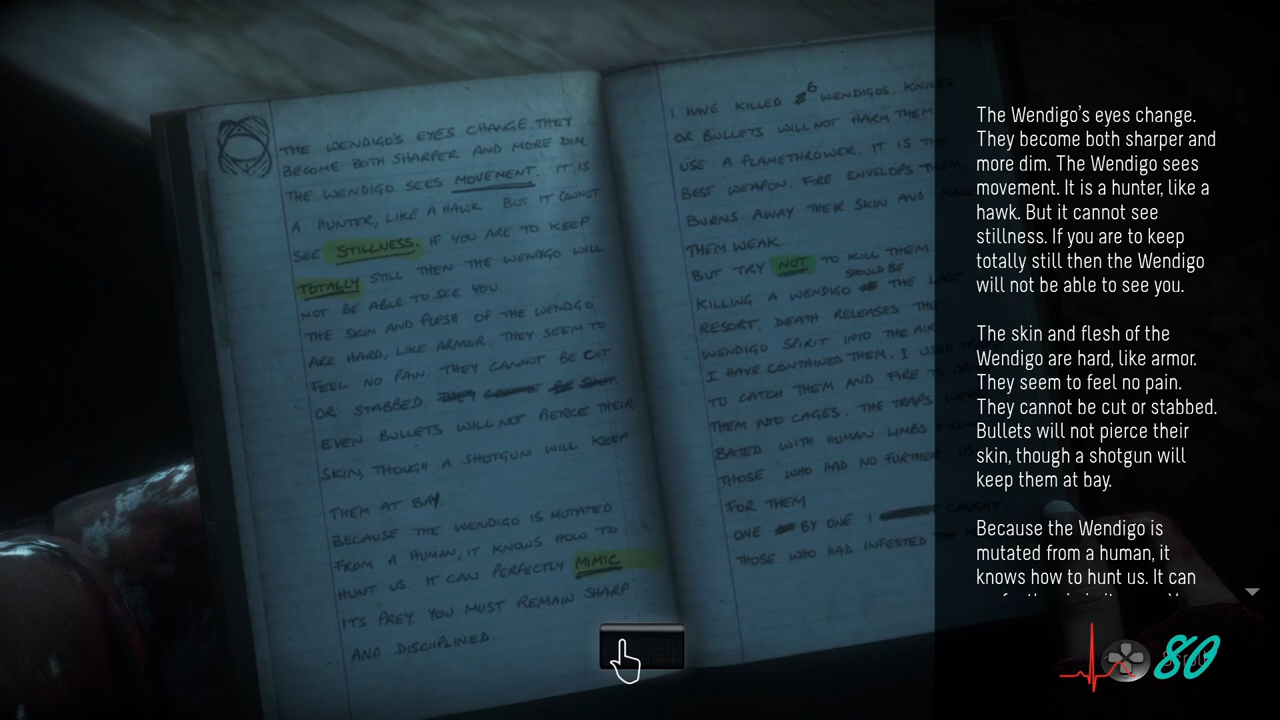 THE WENDIGO'S EYES CHANGE. THEY
BECOME BOTH SHARPER AND MORE DIM.
THE WENDIGO SEES MOVEMENT. IT IS
A HUNTER, LIKE A HAWK. BUT IT CANNOT
SEE STILLNESS. IF YOU ARE TO KEEP
TOTALLY STILL THEN THE WENDIGO WILL
NOT BE ABLE TO SEE YOU.
THE SKIN AND FLESH OF THE WENDIGO
ARE HARD, LIKE ARMOR. THEY SEEM TO
FEEL NO PAIN. THEY CANNOT BE CUT
OR STABBED. THEY CANNOT BE SHOT.
EVEN BULLETS WILL NOT PIERCE THEIR
SKIN, THOUGH A SHOTGUN WILL KEEP
THEM AT BAY.
BECAUSE THE WENDIGO IS MUTATED
FROM A HUMAN, IT KNOWS HOW TO
HUNT US. IT CAN PERFECTLY MIMIC
ITS PREY. YOU MUST REMAIN SHARP
AND DISCIPLINED.
I HAVE KILLED 6 WENDIGOS. KNIVES
OR BULLETS WILL NOT HARM THEM.
USE A FLAMETHROWER. IT IS THE
BEST WEAPON. FIRE ENVELOPS THEM,
BURNS AWAY THEIR SKIN AND
THEM WEAK.
BUT TRY NOT TO KILL THEM.
KILLING A WENDIGO SHOULD BE THE LAST
RESORT. DEATH RELEASES THE
WENDIGO SPIRIT INTO THE AIR.
I HAVE CONTAINED THEM. I USED
TO CATCH THEM AND FIRE TO
THEM INTO CAGES. THE TRAPS
BAITED WITH HUMAN LIMBS FROM
THOSE WHO HAD NO FURTHER
FOR THEM
ONE BY ONE I CAUGHT
THOSE WHO HAD INFESTED THE
The Wendigo's eyes change.
They become both sharper and
more dim. The Wendigo sees
movement. It is a hunter, like a
hawk. But it cannot see
stillness. If you are to keep
totally still then the Wendigo
will not be able to see you.
The skin and flesh of the
Wendigo are hard, like armor.
They seem to feel no pain.
They cannot be cut or stabbed.
Bullets will not pierce their
skin, though a shotgun will
keep them at bay.
Because the Wendigo is
mutated from a human, it
knows how to hunt us. It can
Scroll
80